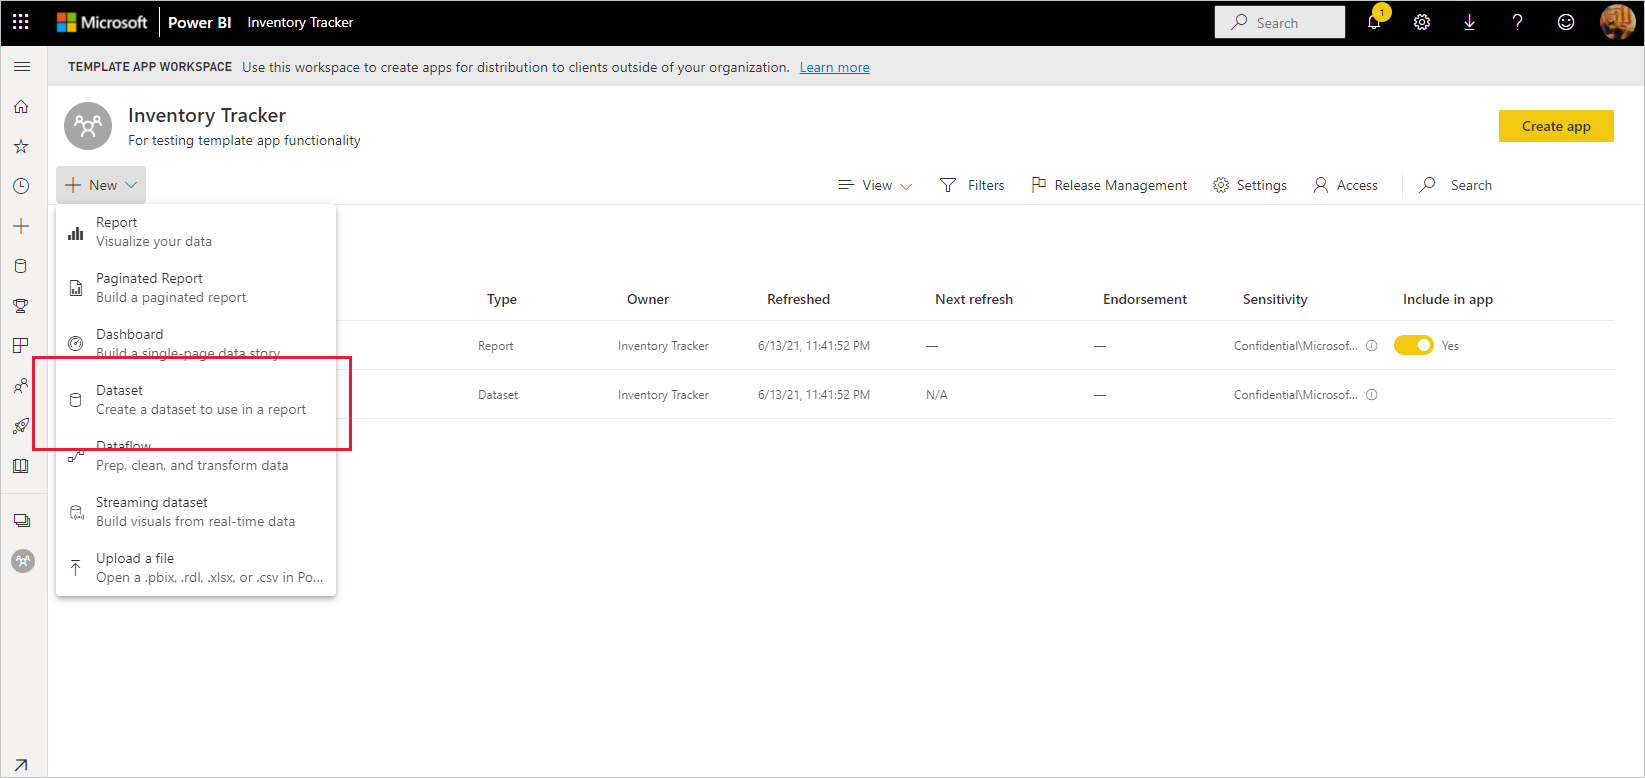 Microsoft Power BI Inventory Tracker Search 1
TEMPLATE APP WORKSPACE Use this workspace to create apps for distribution to clients outside of your organization. Learn more
Inventory Tracker
For testing template app functionality
Create app
New View Filters Release Management Settings Access Search
Report
Visualize your data
Paginated Report
Build a paginated report
Dashboard
Build a single-page data story
Dataset
Create a dataset to use in a report
Dataflow
Prep, clean, and transform data
Streaming dataset
Build visuals from real-time data
Upload a file
Open a .pbix, .rdl, .xlsx, or .csv in Po...
Type Owner Refreshed Next refresh Endorsement Sensitivity Include in app
Report Inventory Tracker 6/13/21, 11:41:52 PM — — Confidential\Microsof... Yes
Dataset Inventory Tracker 6/13/21, 11:41:52 PM N/A — Confidential\Microsof...